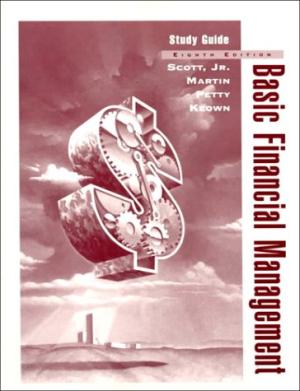 Study Guide
EIGHTH EDITION
SCOTT, JR.
MARTIN
PETTY
KEOWN
Basic Financial Management